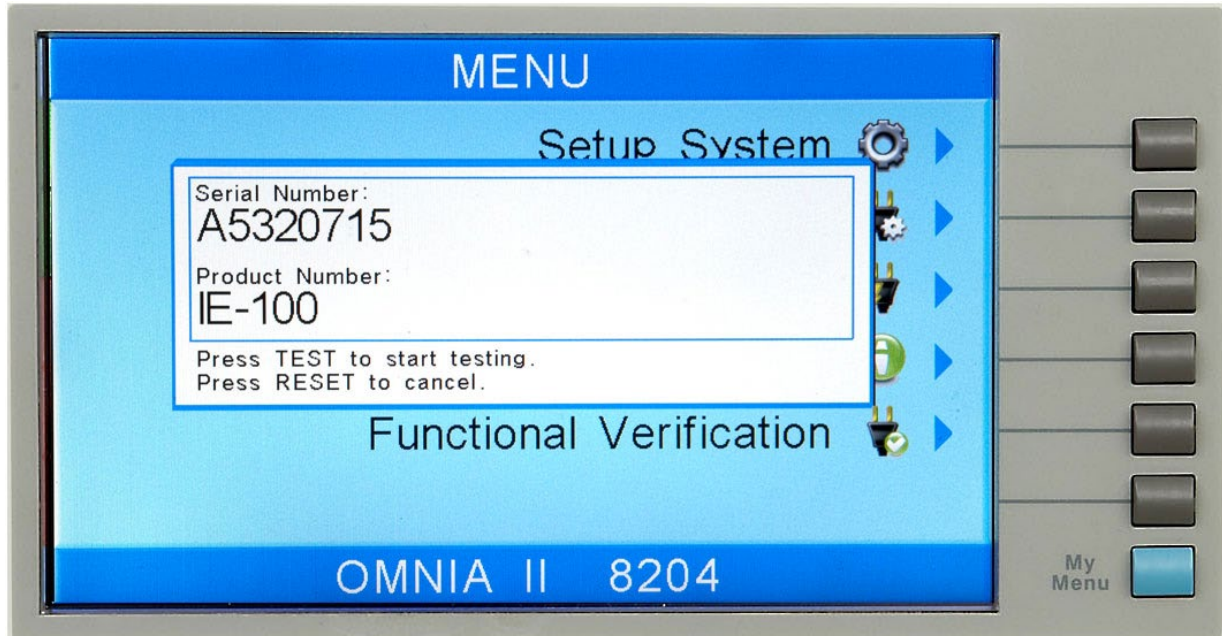 MENU
Setup System
Serial Number:
A5320715
Product Number:
IE-100
Press TEST to start testing.
Press RESET to cancel.
Functional Verification
OMNIA II 8204
My
Menu